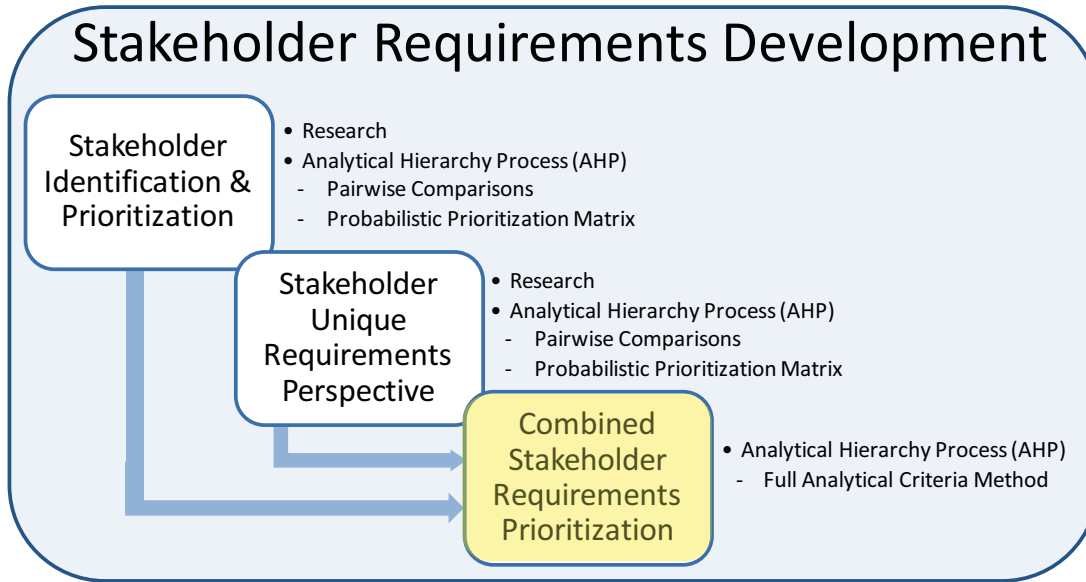 Stakeholder Requirements Development
Stakeholder
Identification &
Prioritization
• Research
• Analytical Hierarchy Process (AHP)
- Pairwise Comparisons
- Probabilistic Prioritization Matrix
Stakeholder
Unique
Requirements
Perspective
• Research
• Analytical Hierarchy Process (AHP)
- Pairwise Comparisons
- Probabilistic Prioritization Matrix
Combined
Stakeholder
Requirements
Prioritization
• Analytical Hierarchy Process (AHP)
- Full Analytical Criteria Method